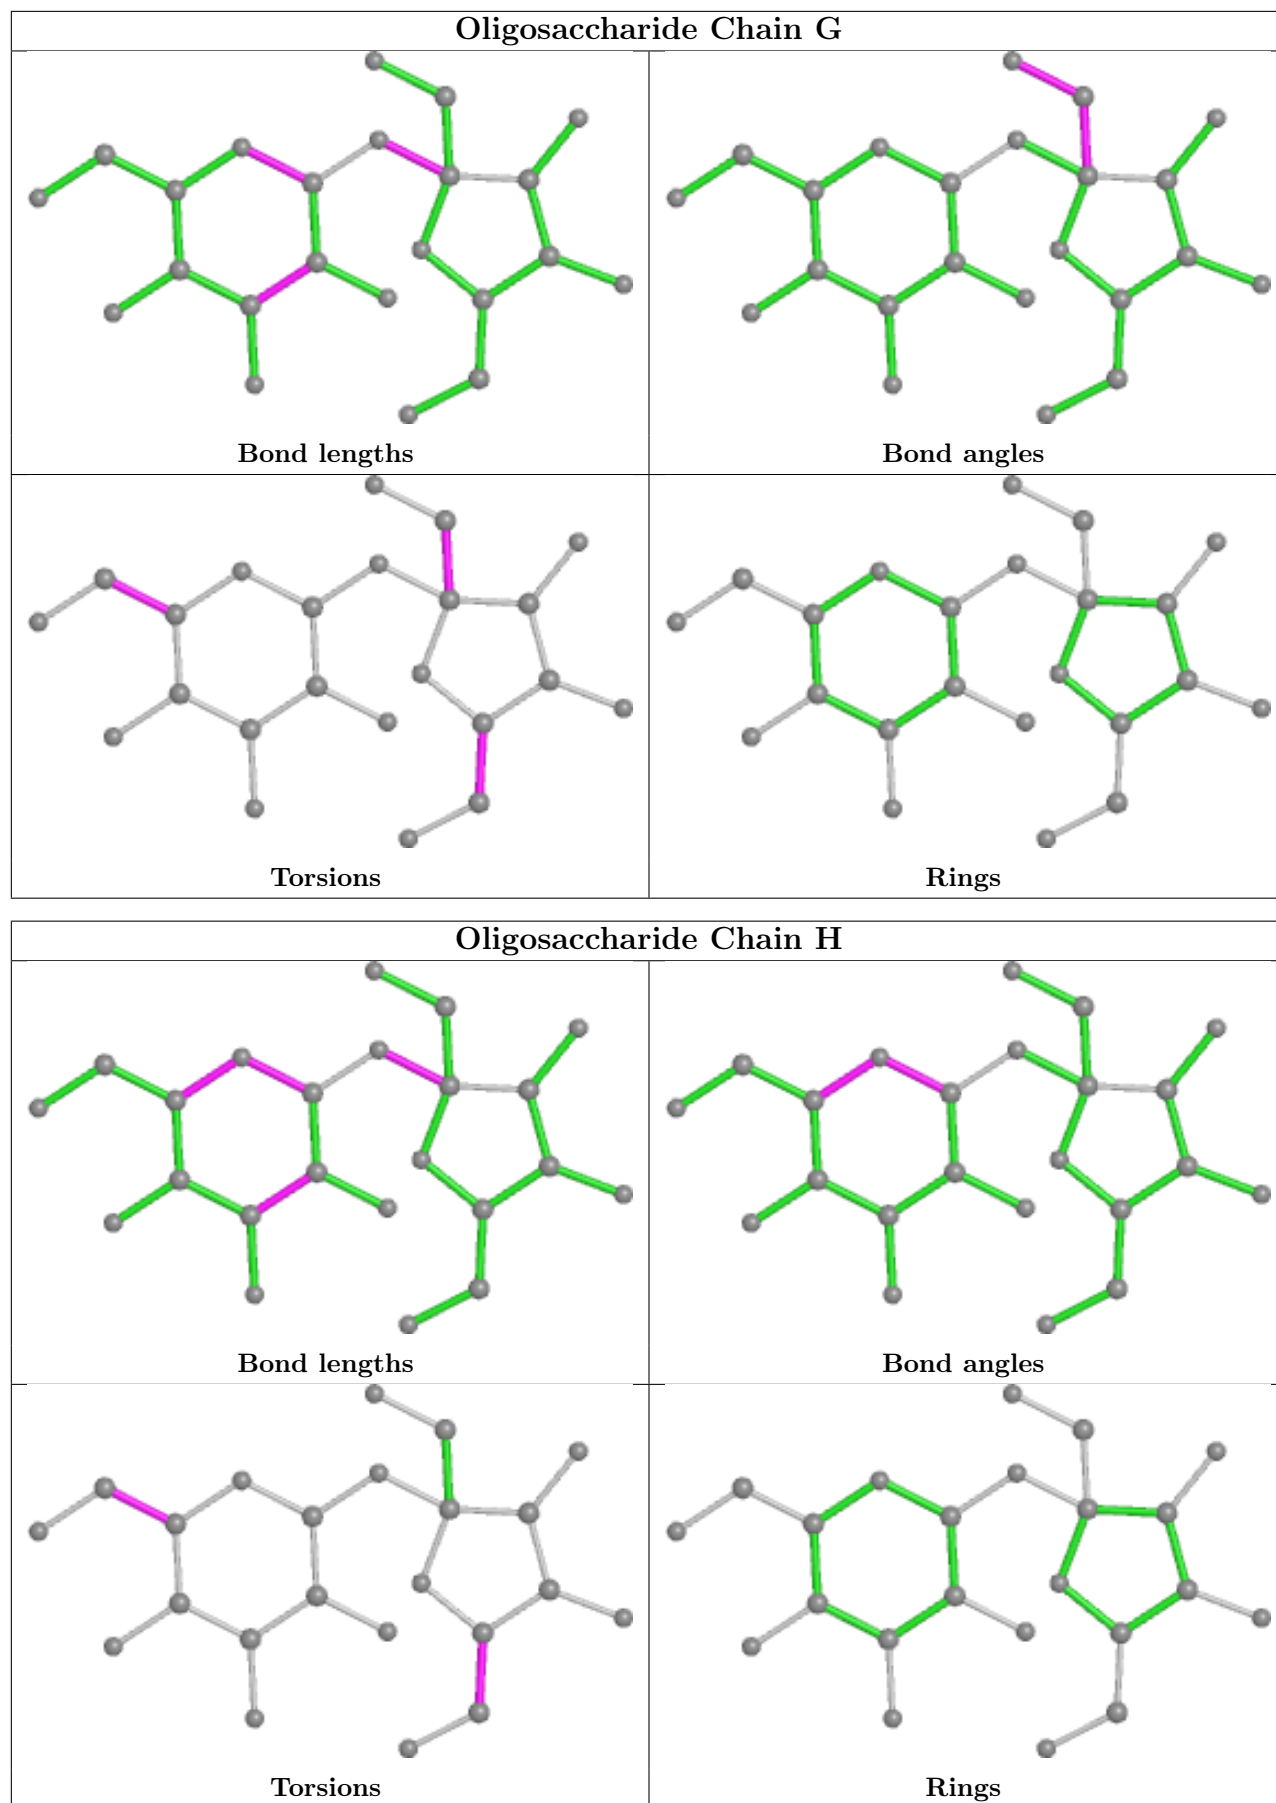 Oligosaccharide Chain G
Bond lengths
Bond angles
Torsions
Rings
Oligosaccharide Chain H
Bond lengths
Bond angles
Torsions
Rings